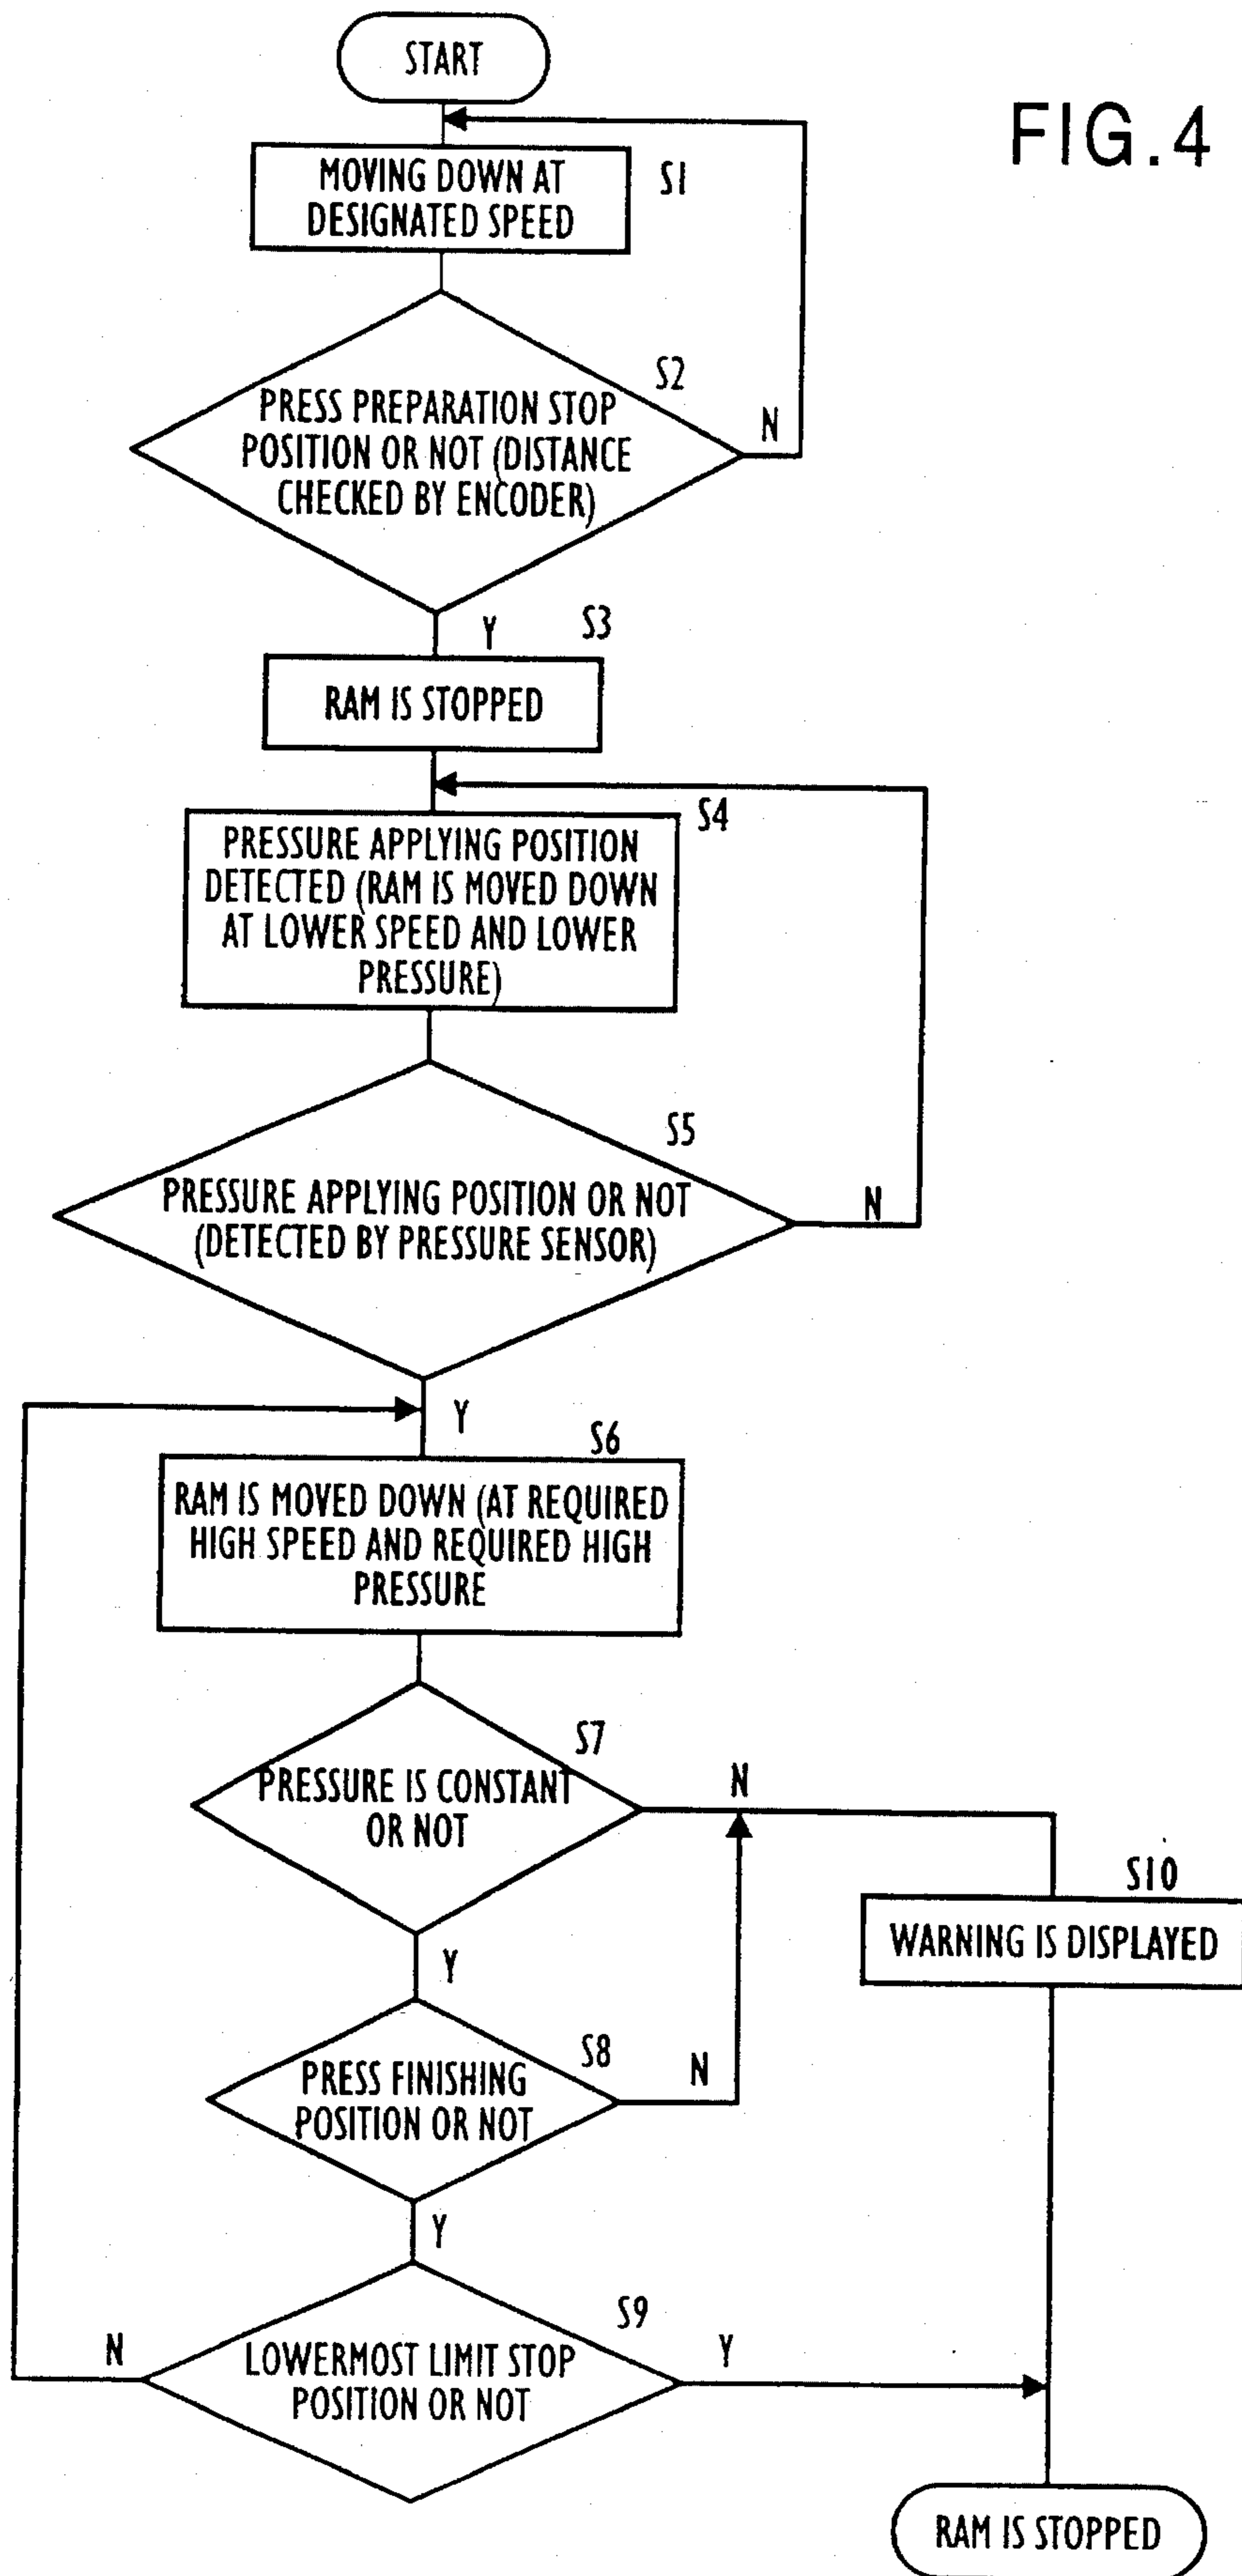 START
FIG.4
MOVING DOWN AT
DESIGNATED SPEED
S1
S2
PRESS PREPARATION STOP
POSITION OR NOT (DISTANCE
CHECKED BY ENCODER)
N
Y
S3
RAM IS STOPPED
S4
PRESSURE APPLYING POSITION
DETECTED (RAM IS MOVED DOWN
AT LOWER SPEED AND LOWER
PRESSURE)
S5
PRESSURE APPLYING POSITION OR NOT
(DETECTED BY PRESSURE SENSOR)
N
Y
S6
RAM IS MOVED DOWN (AT REQUIRED
HIGH SPEED AND REQUIRED HIGH
PRESSURE
S7
PRESSURE IS CONSTANT
OR NOT
N
S10
WARNING IS DISPLAYED
Y
S8
PRESS FINISHING
POSITION OR NOT
N
Y
S9
LOWERMOST LIMIT STOP
POSITION OR NOT
N
Y
RAM IS STOPPED